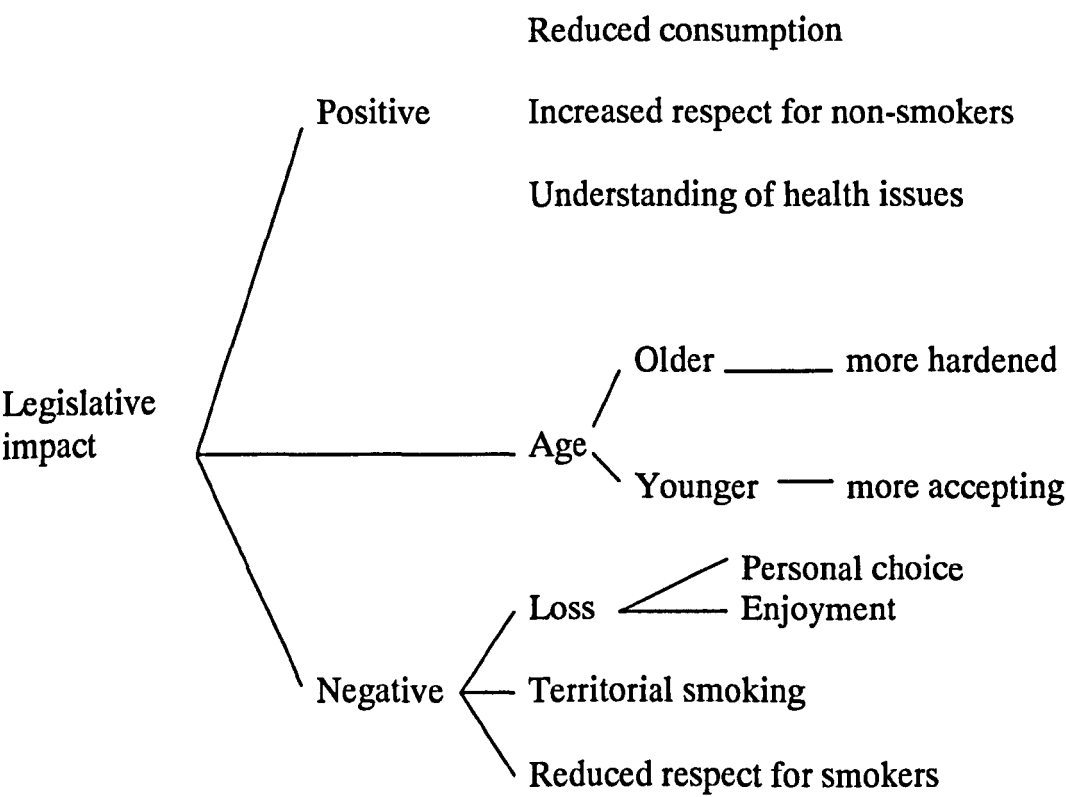 Reduced consumption
Positive
Increased respect for non-smokers
Understanding of health issues
Older
more hardened
Legislative
impact
Age
Younger
more accepting
Personal choice
Loss
Enjoyment
Negative
Territorial smoking
Reduced respect for smokers